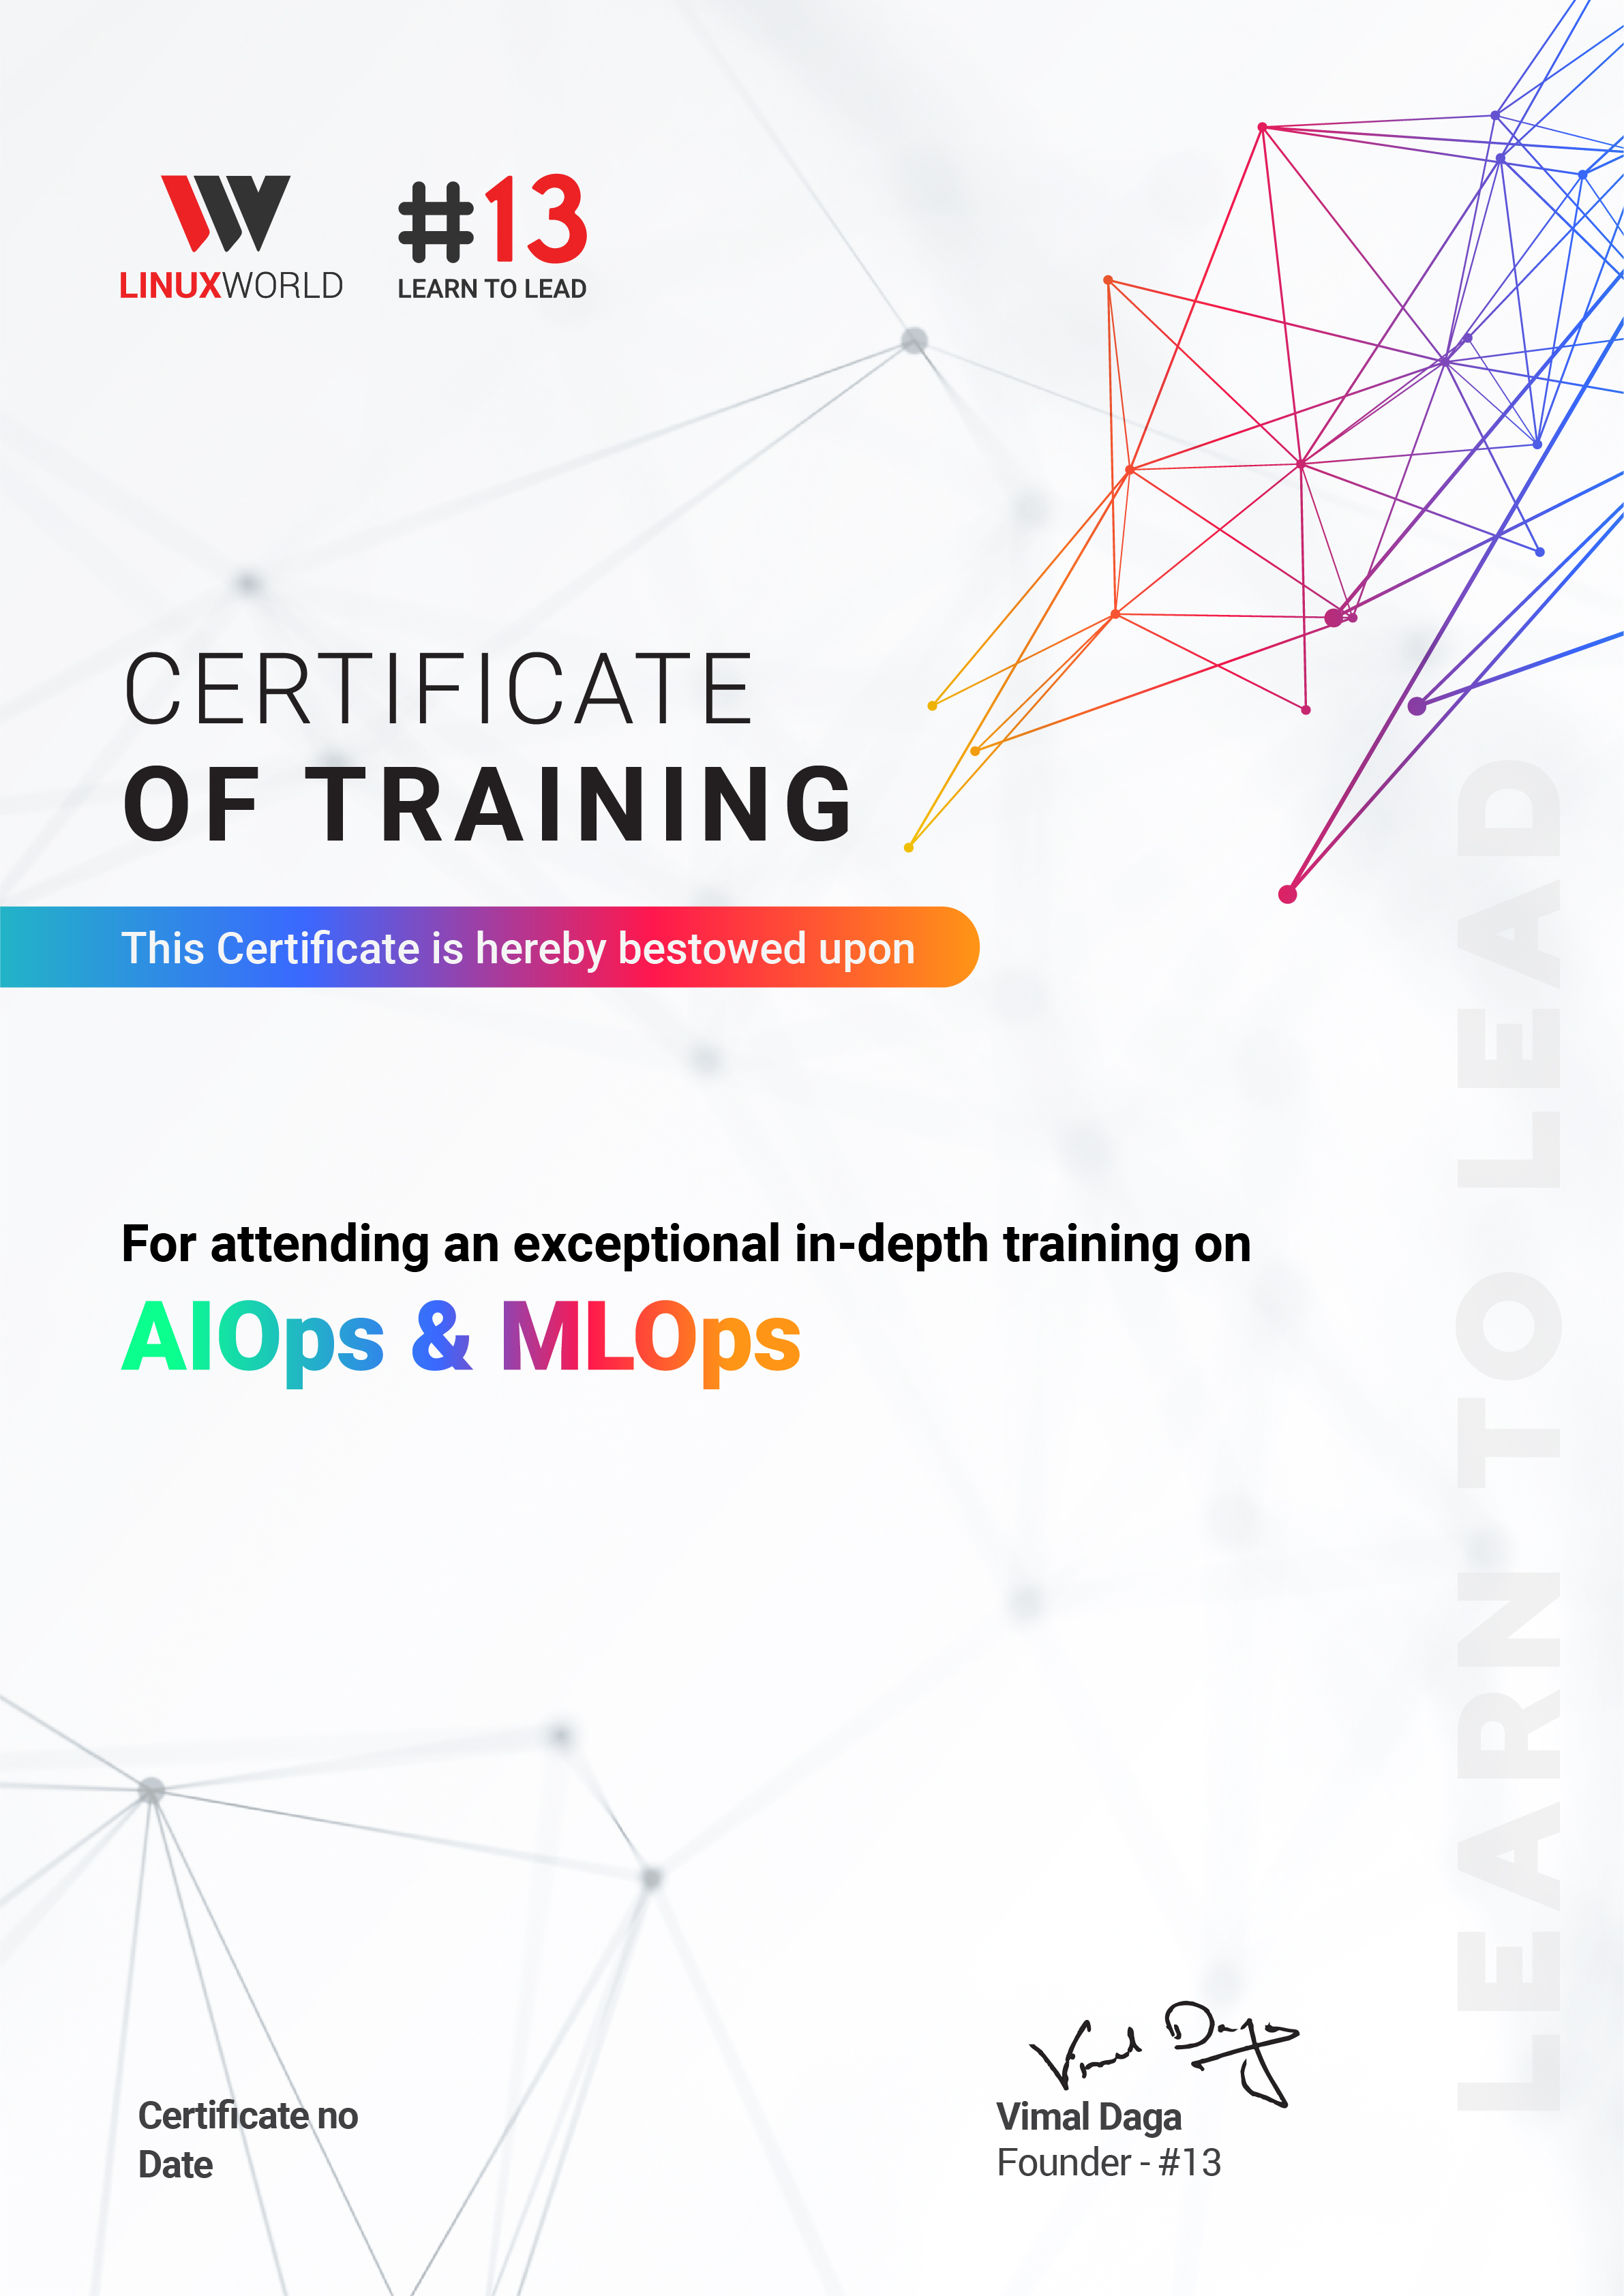 LINUXWORLD
#13
LEARN TO LEAD
CERTIFICATE
OF TRAINING
This Certificate is hereby bestowed upon
For attending an exceptional in-depth training on
AIOps & MLOps
LEARN TO LEAD
Vimal Daga
Certificate no
Date
Vimal Daga
Founder - #13